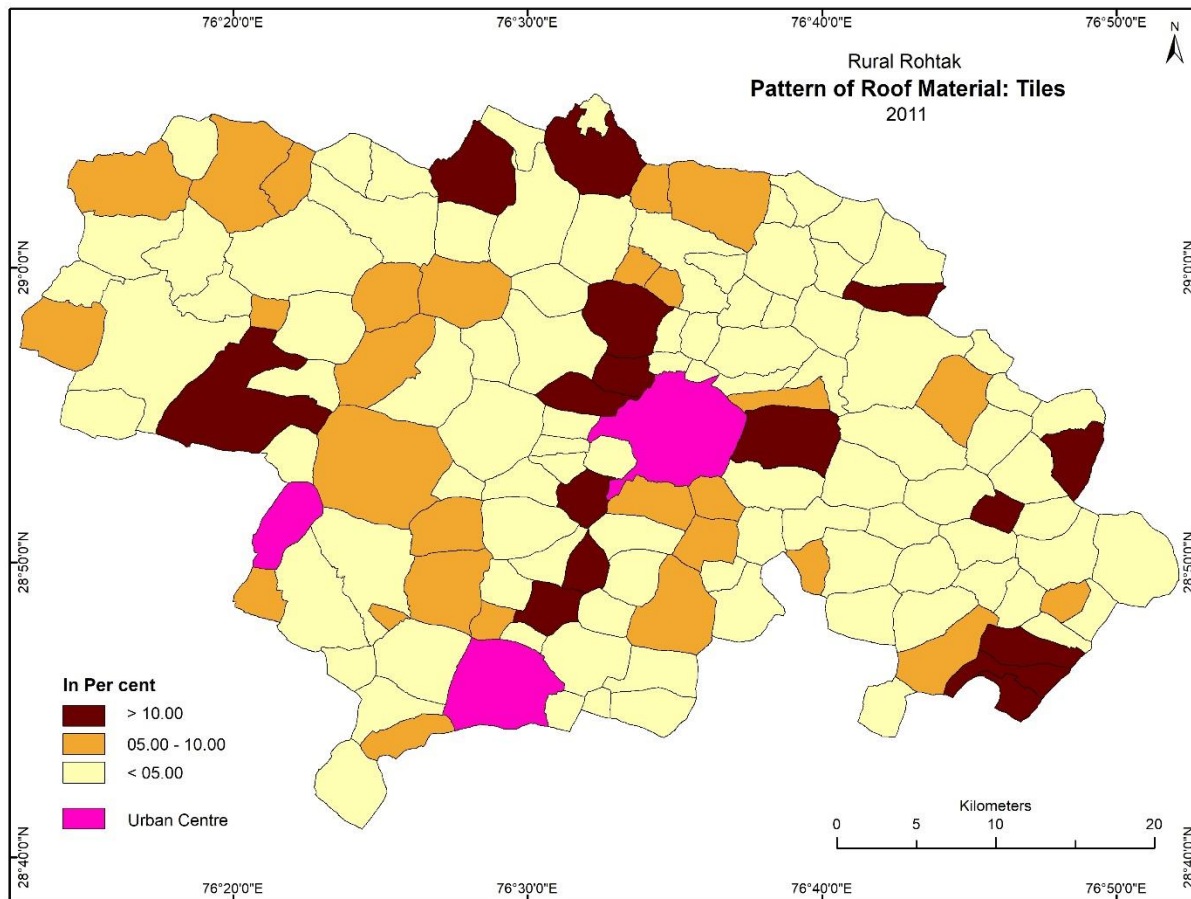 76°20'0"E 76°30'0"E 76°40'0"E 76°50'0"E
N
Rural Rohtak
Pattern of Roof Material: Tiles
2011
29°0'0"N 29°0'0"N
28°50'0"N 28°50'0"N
In Per cent
> 10.00
05.00 - 10.00
< 05.00
Urban Centre
Kilometers
0 5 10 20
28°40'0"N 28°40'0"N
76°20'0"E 76°30'0"E 76°40'0"E 76°50'0"E